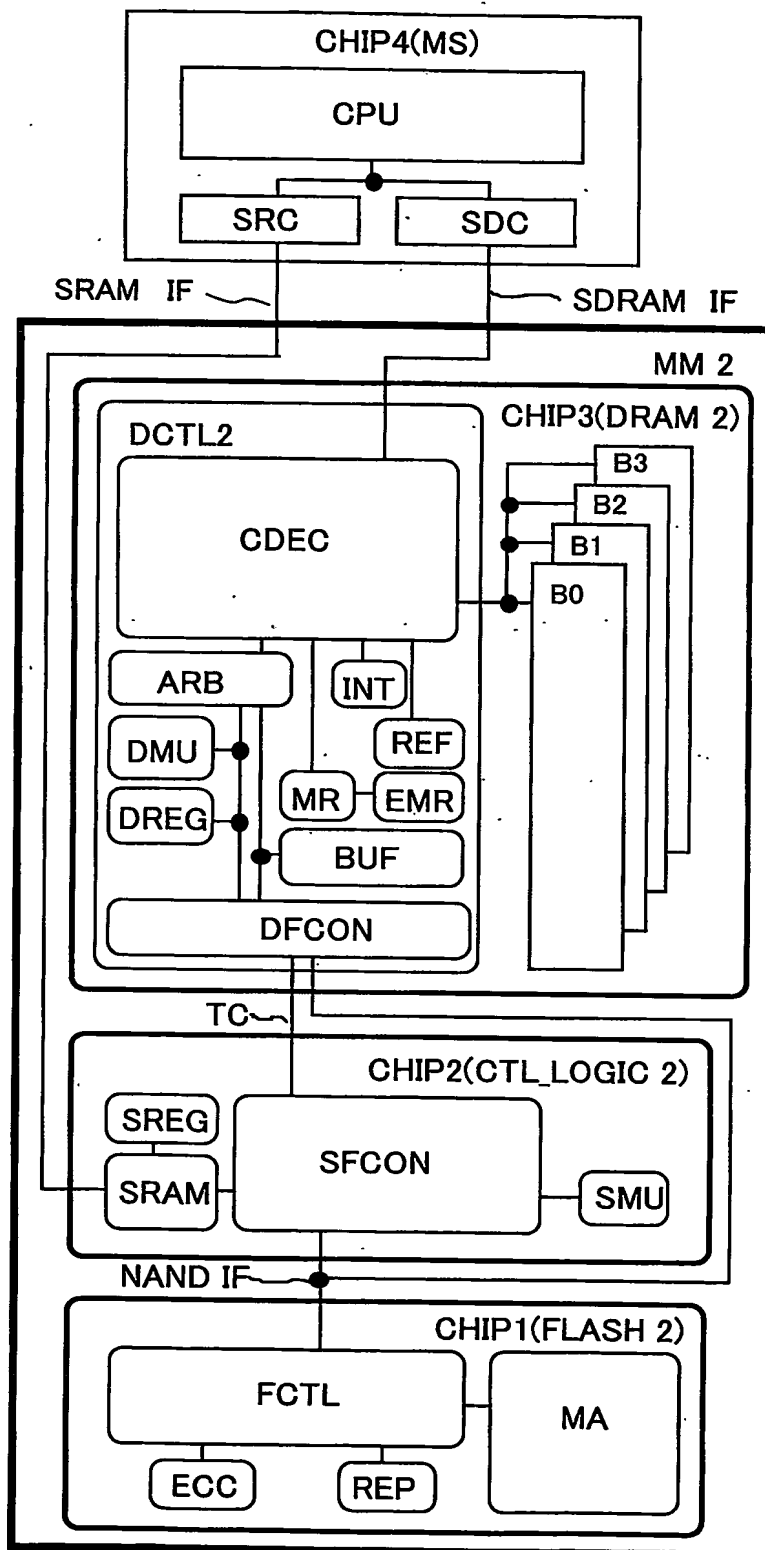 CHIP4(MS)
CPU
SRC
SDC
SRAM IF
SDRAM IF
MM 2
CHIP3(DRAM 2)
DCTL2
B3
B2
B1
B0
CDEC
ARB
INT
DMU
REF
MR
EMR
DREG
BUF
DFCON
TC
CHIP2(CTL_LOGIC 2)
SREG
SFCON
SRAM
SMU
NAND IF
CHIP1(FLASH 2)
FCTL
MA
ECC
REP